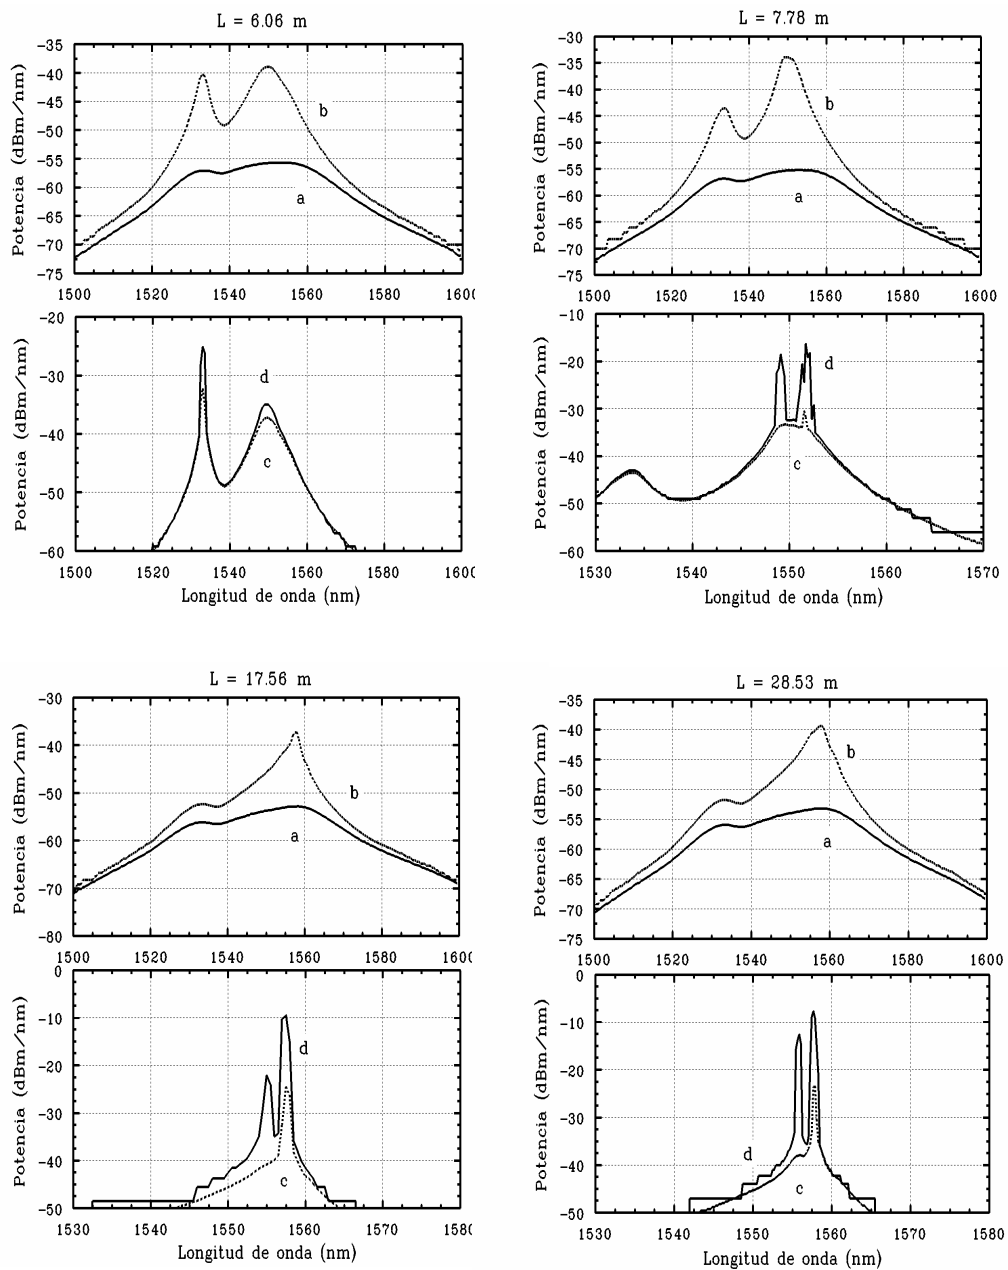 L = 6.06 m
Potencia (dBm/nm)
-35
-40
-45
-50
-55
-60
-65
-70
-75
b
a
1500 1520 1540 1560 1580 1600
Potencia (dBm/nm)
-20
-30
-40
-50
-60
d
c
1500 1520 1540 1560 1580 1600
Longitud de onda (nm)
L = 7.78 m
Potencia (dBm/nm)
-30
-35
-40
-45
-50
-55
-60
-65
-70
-75
b
a
1500 1520 1540 1560 1580 1600
Potencia (dBm/nm)
-10
-20
-30
-40
-50
-60
d
c
1530 1540 1550 1560 1570
Longitud de onda (nm)
L = 17.56 m
Potencia (dBm/nm)
-30
-40
-50
-60
-70
-80
b
a
1500 1520 1540 1560 1580 1600
Potencia (dBm/nm)
0
-10
-20
-30
-40
-50
d
c
1530 1540 1550 1560 1570 1580
Longitud de onda (nm)
L = 28.53 m
Potencia (dBm/nm)
-35
-40
-45
-50
-55
-60
-65
-70
-75
b
a
1500 1520 1540 1560 1580 1600
Potencia (dBm/nm)
0
-10
-20
-30
-40
-50
d
c
1530 1540 1550 1560 1570 1580
Longitud de onda (nm)